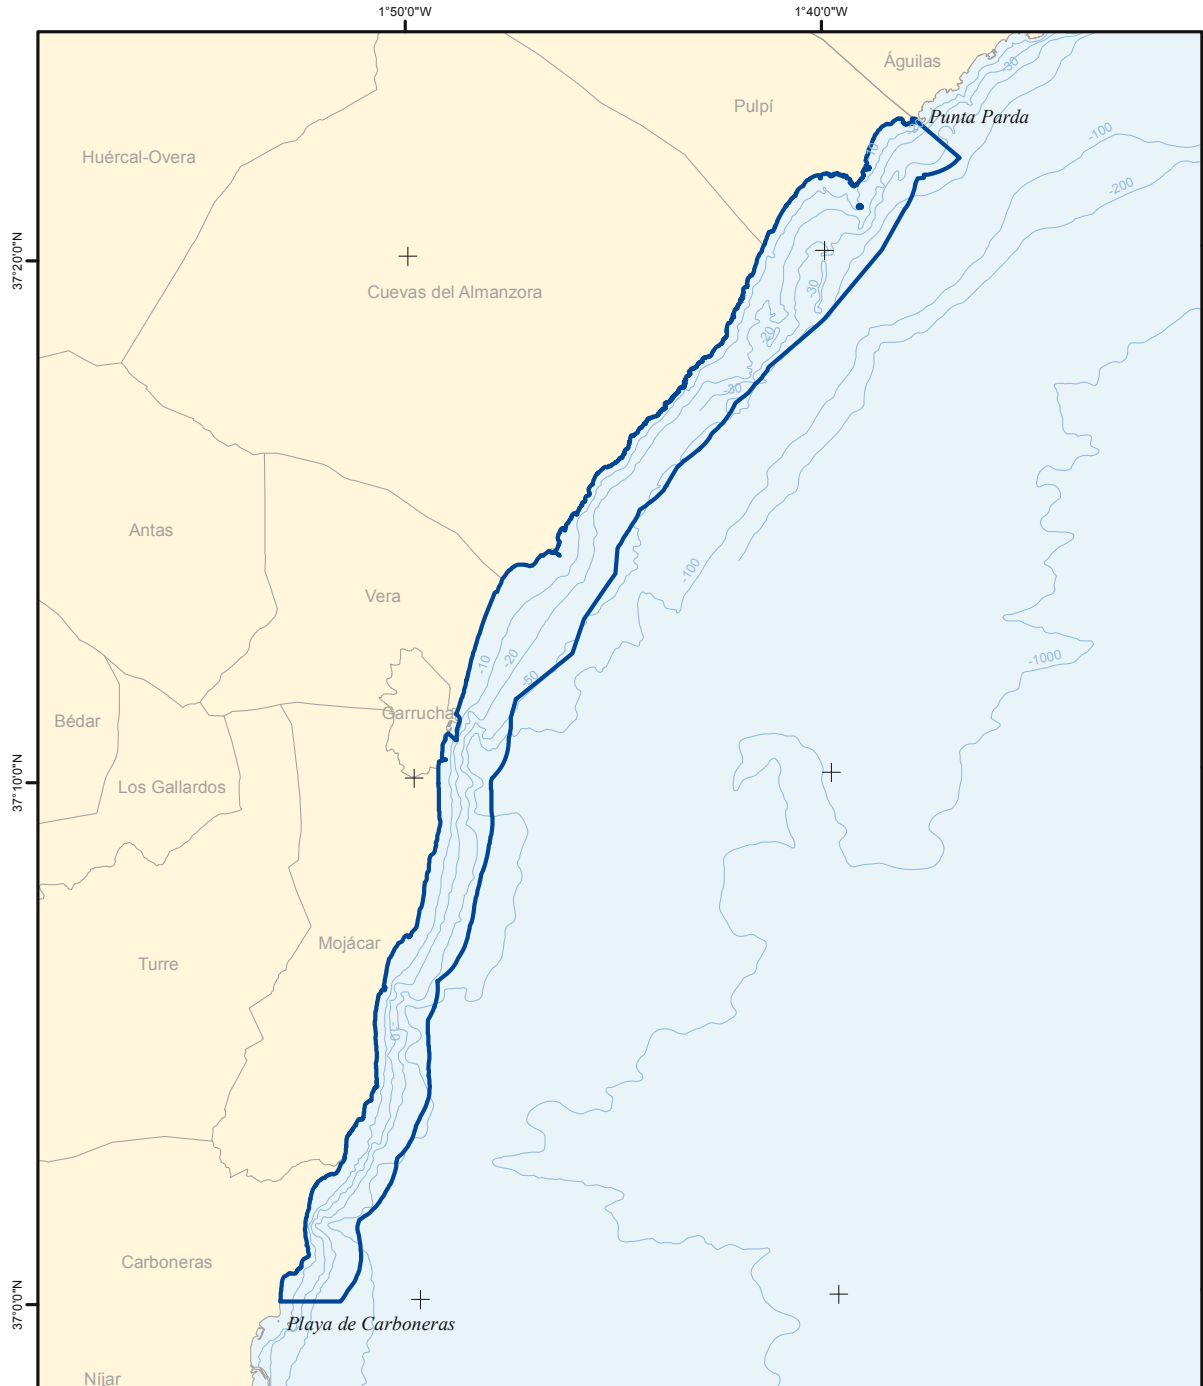 1°50'0"W
1°40'0"W
Águilas
-30
Pulpí
Punta Parda
-100
-10
Huércal-Overa
-200
37°20'0"N
Cuevas del Almanzora
-30
-20
-30
Antas
-100
Vera
-10
-20
-1000
-50
Garrucha
Bédar
37°10'0"N
Los Gallardos
Mojácar
Turre
-10
Carboneras
37°0'0"N
Playa de Carboneras
Níjar